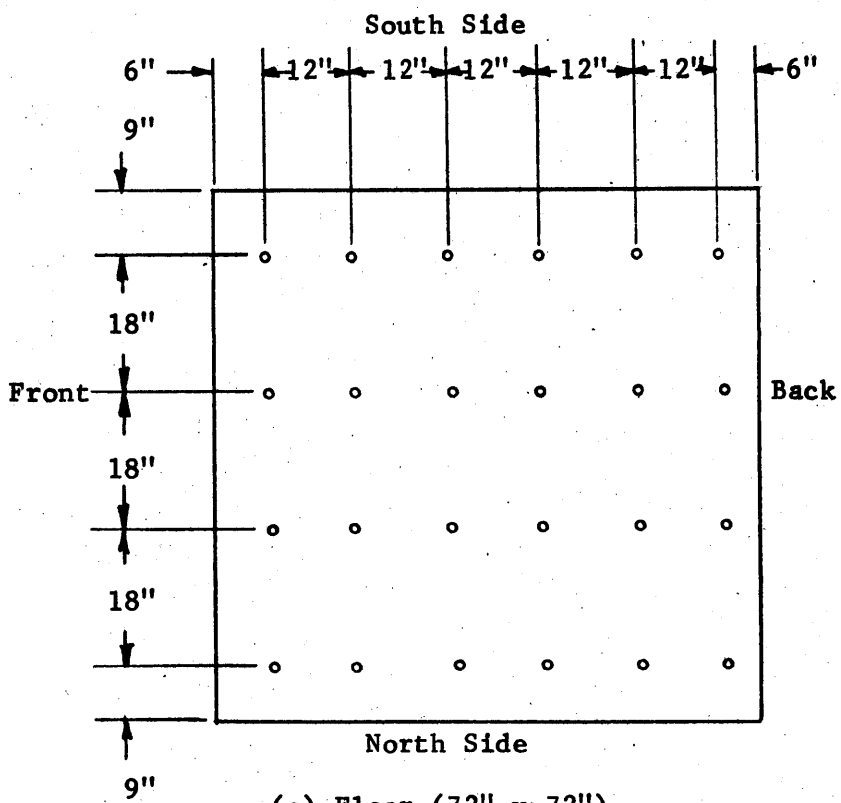 South Side
6" 12" 12" 12" 12" 12" 6"
9"
18"
Front Back
18"
18"
North Side
9"
(a) Floor (72" x 72")